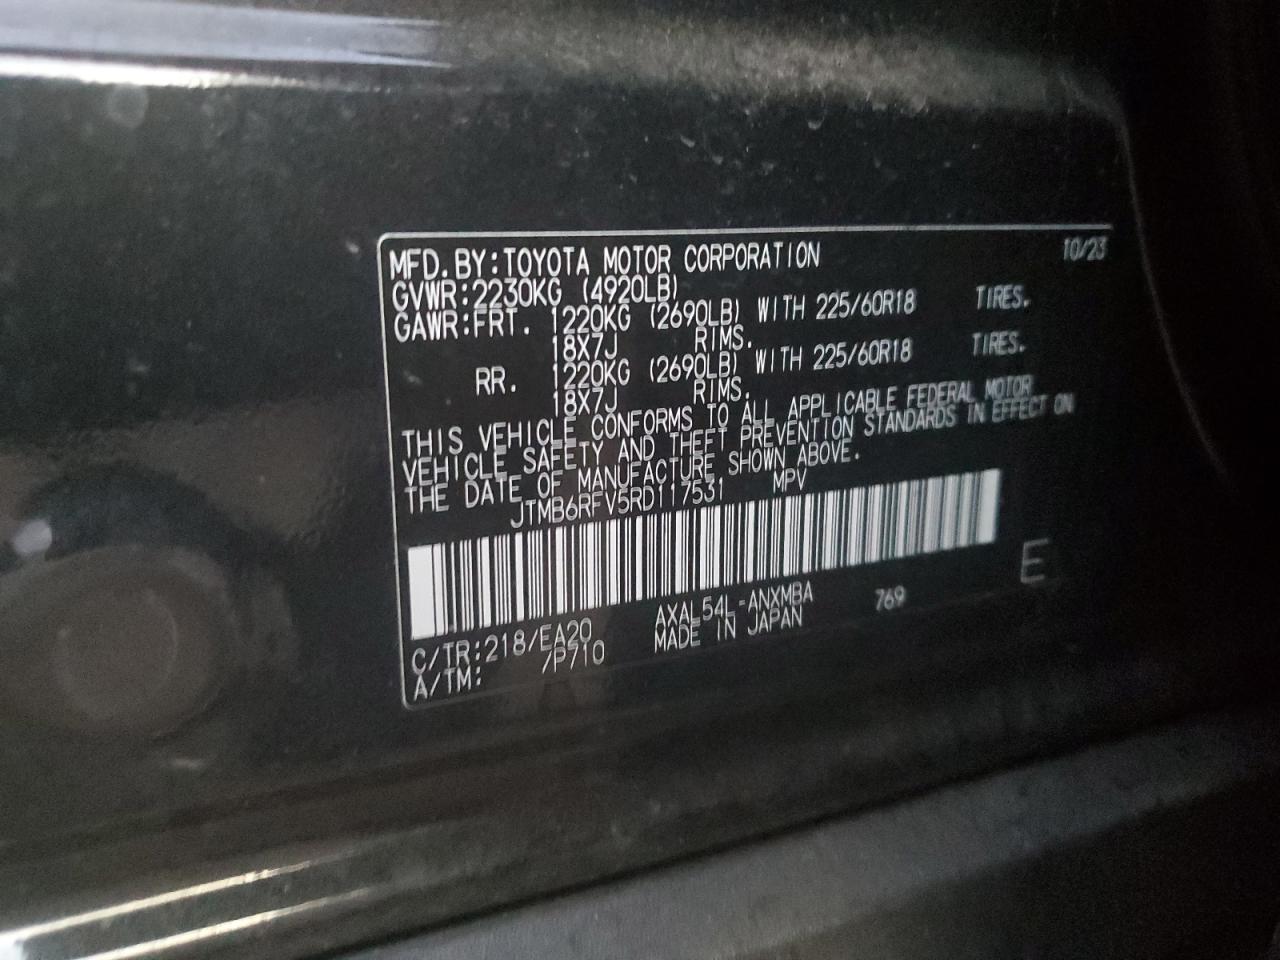 MFD.BY:TOYOTA MOTOR CORPORATION 10/23
GVWR:2230KG (4920LB)
GAWR:FRT. 1220KG (2690LB) WITH 225/60R18 TIRES.
18X7J RIMS.
RR. 1220KG (2690LB) WITH 225/60R18 TIRES.
18X7J RIMS.
THIS VEHICLE CONFORMS TO ALL APPLICABLE FEDERAL MOTOR
VEHICLE SAFETY AND THEFT PREVENTION STANDARDS IN EFFECT ON
THE DATE OF MANUFACTURE SHOWN ABOVE.
JTMB6RFV5RD117531 MPV
E
C/TR:218/EA20 AXAL54L-ANXMBA 769
A/TM: /P710 MADE IN JAPAN